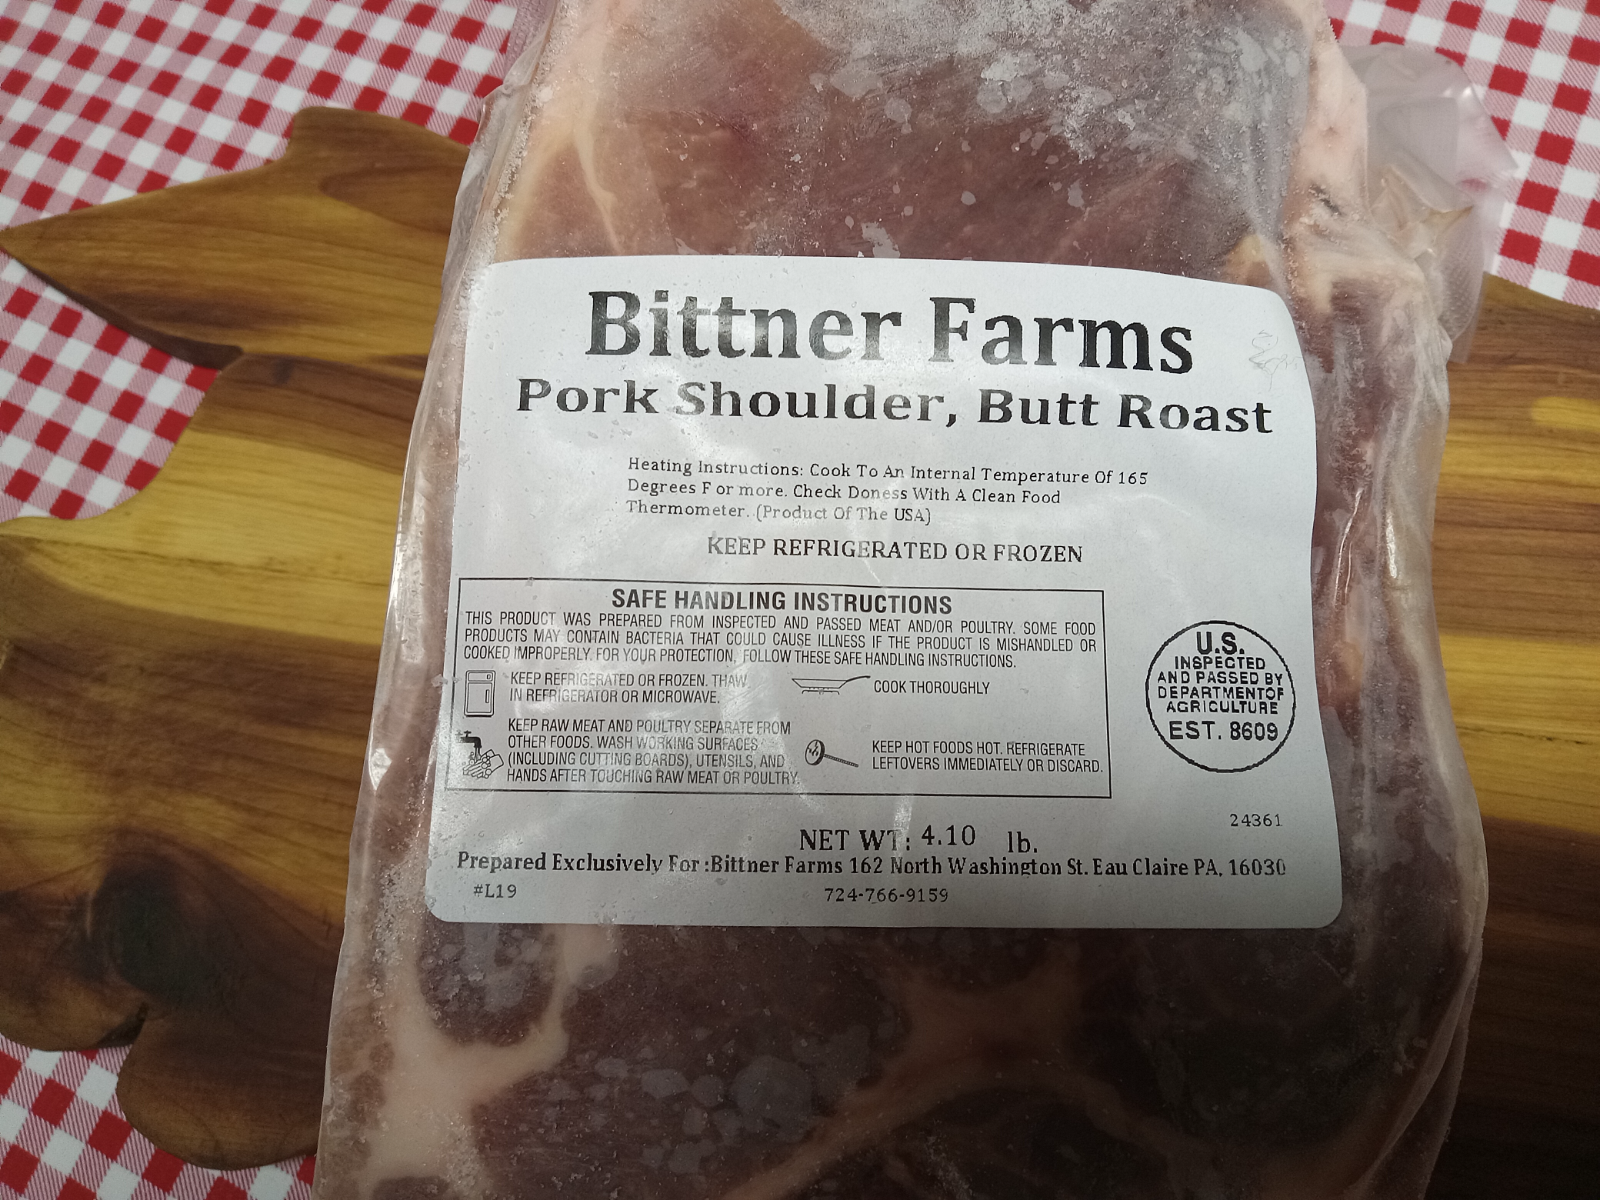 Bittner Farms
Pork Shoulder, Butt Roast
Heating Instructions: Cook To An Internal Temperature Of 165
Degrees F or more. Check Doness With A Clean Food
Thermometer. (Product Of The USA)
KEEP REFRIGERATED OR FROZEN
SAFE HANDLING INSTRUCTIONS
THIS PRODUCT WAS PREPARED FROM INSPECTED AND PASSED MEAT AND/OR POULTRY. SOME FOOD
PRODUCTS MAY CONTAIN BACTERIA THAT COULD CAUSE ILLNESS IF THE PRODUCT IS MISHANDLED OR
COOKED IMPROPERLY. FOR YOUR PROTECTION, FOLLOW THESE SAFE HANDLING INSTRUCTIONS.
KEEP REFRIGERATED OR FROZEN. THAW
IN REFRIGERATOR OR MICROWAVE.
COOK THOROUGHLY
KEEP RAW MEAT AND POULTRY SEPARATE FROM
OTHER FOODS. WASH WORKING SURFACES
(INCLUDING CUTTING BOARDS), UTENSILS, AND
HANDS AFTER TOUCHING RAW MEAT OR POULTRY.
KEEP HOT FOODS HOT. REFRIGERATE
LEFTOVERS IMMEDIATELY OR DISCARD.
U.S.
INSPECTED
AND PASSED BY
DEPARTMENTOF
AGRICULTURE
EST. 8609
24361
NET WT: 4.10 lb.
Prepared Exclusively For :Bittner Farms 162 North Washington St. Eau Claire PA, 16030
#L19
724-766-9159